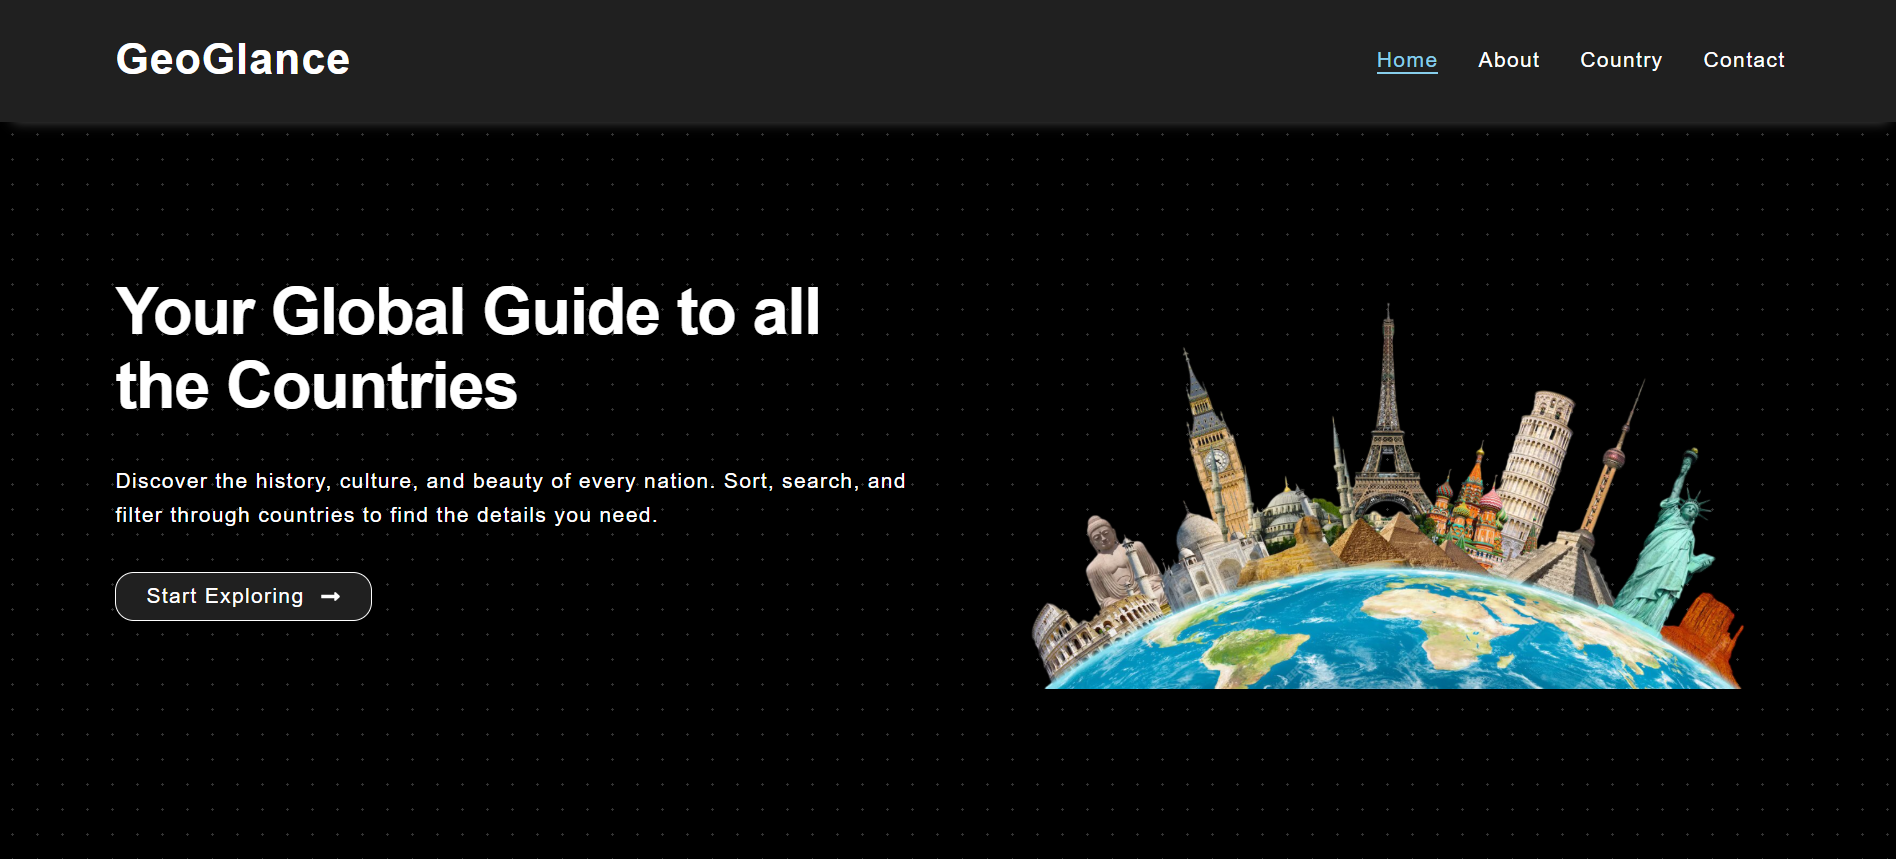 GeoGlance
Home About Country Contact
Your Global Guide to all
the Countries
Discover the history, culture, and beauty of every nation. Sort, search, and
filter through countries to find the details you need.
Start Exploring